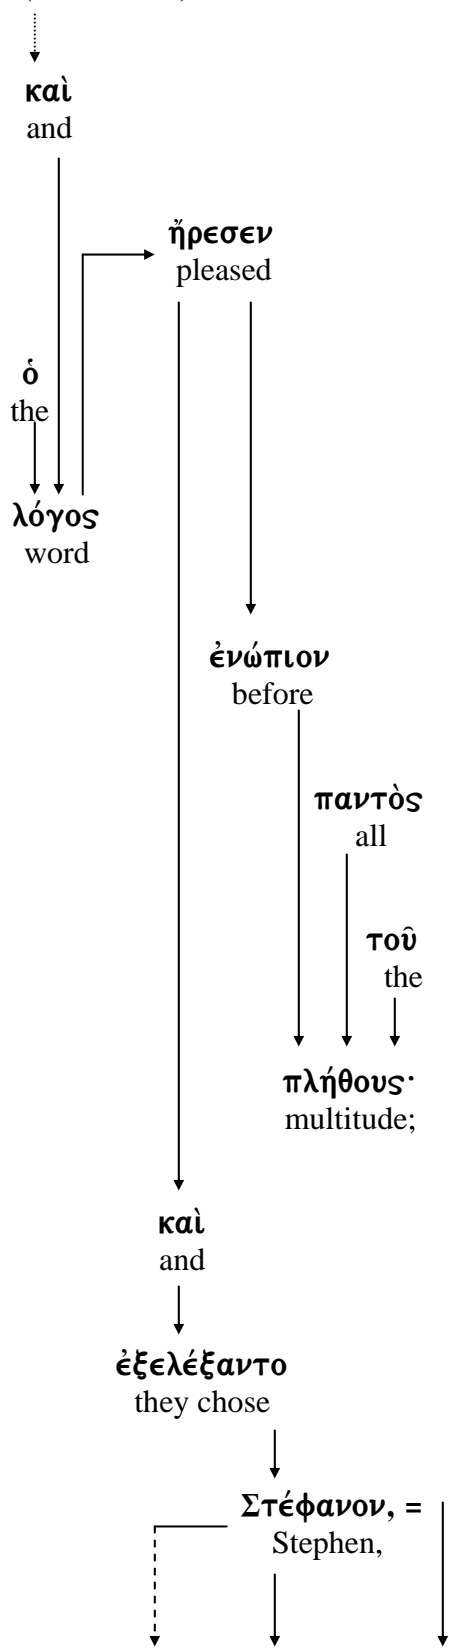 καὶ
and
ἤρεσεν
pleased
ὁ
the
λόγος
word
ἐνώπιον
before
παντὸς
all
τοῦ
the
πλήθους·
multitude;
καὶ
and
ἐξελέξαντο
they chose
Στέφανον, =
Stephen,